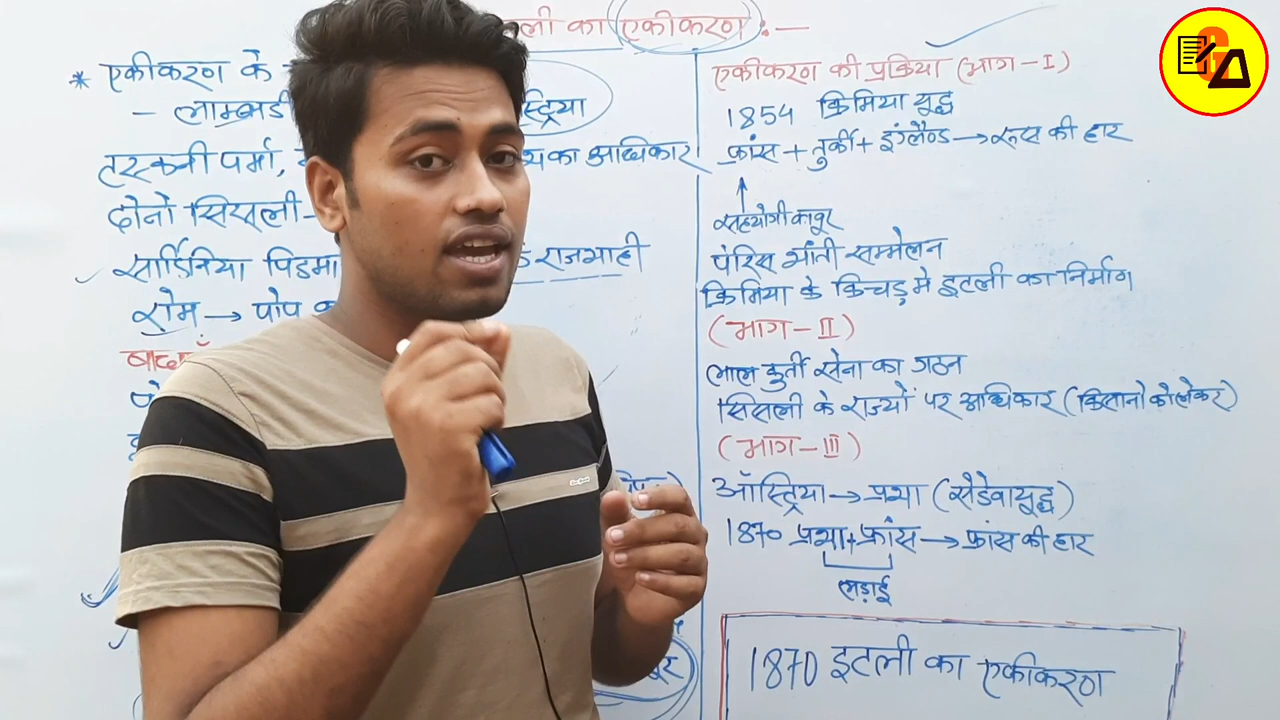 का एकीकरण :-
* एकीकरण के
- लाम्बार्डी
तस्कनी पर्मा, का अधिकार
दोनो सिसली -
सार्डिनिया पिडमा राजशाही
रोम → पोप
एकीकरण की प्रक्रिया (भाग - I)
1854 क्रिमिया युद्ध
फ्रांस + तुर्की + इंग्लैण्ड → रूस की हार
सहयोगी कावूर
पेरिस शांती सम्मेलन
क्रिमिया के किचड़ मे इटली का निर्माण
(भाग - II)
लाल कुर्ती सेना का गठन
सिसली के राज्यों पर अधिकार (किसानो को लेकर)
(भाग - III)
ऑस्ट्रिया → प्रशा (सेडेवा युद्ध)
1870 प्रशा + फ्रांस → फ्रांस की हार
लड़ाई
1870 इटली का एकीकरण